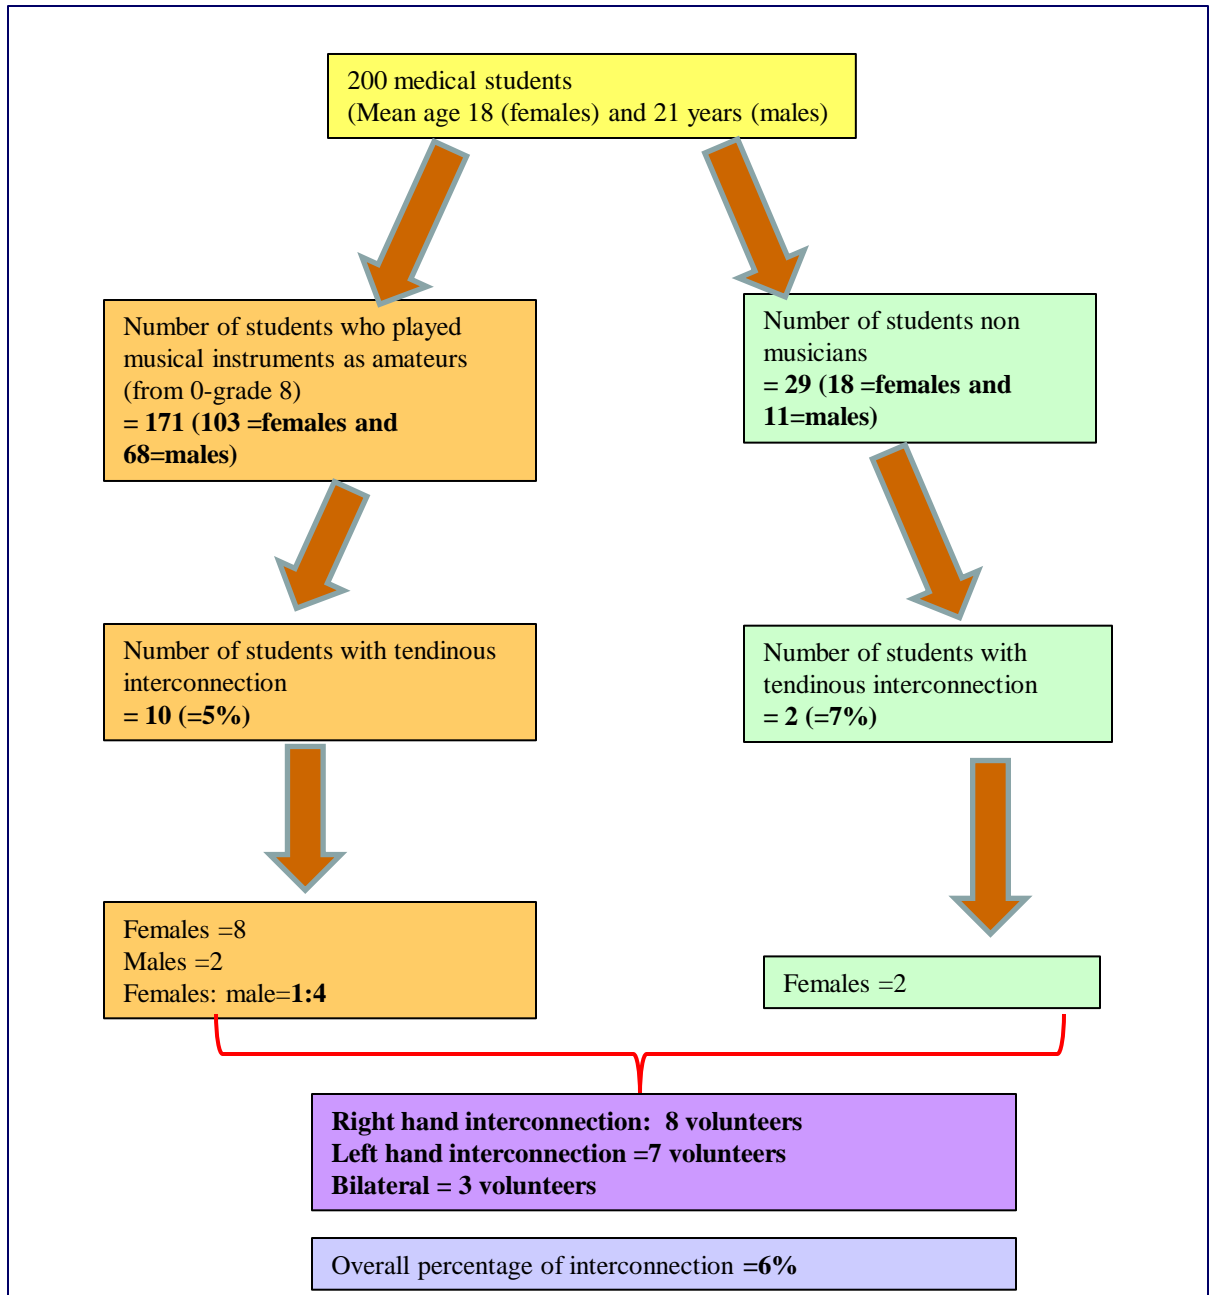 200 medical students
(Mean age 18 (females) and 21 years (males)
Number of students who played
musical instruments as amateurs
(from 0-grade 8)
= 171 (103 =females and
68=males)
Number of students non
musicians
= 29 (18 =females and
11=males)
Number of students with tendinous
interconnection
= 10 (=5%)
Number of students with
tendinous interconnection
= 2 (=7%)
Females =8
Males =2
Females: male=1:4
Females =2
Right hand interconnection: 8 volunteers
Left hand interconnection =7 volunteers
Bilateral = 3 volunteers
Overall percentage of interconnection =6%